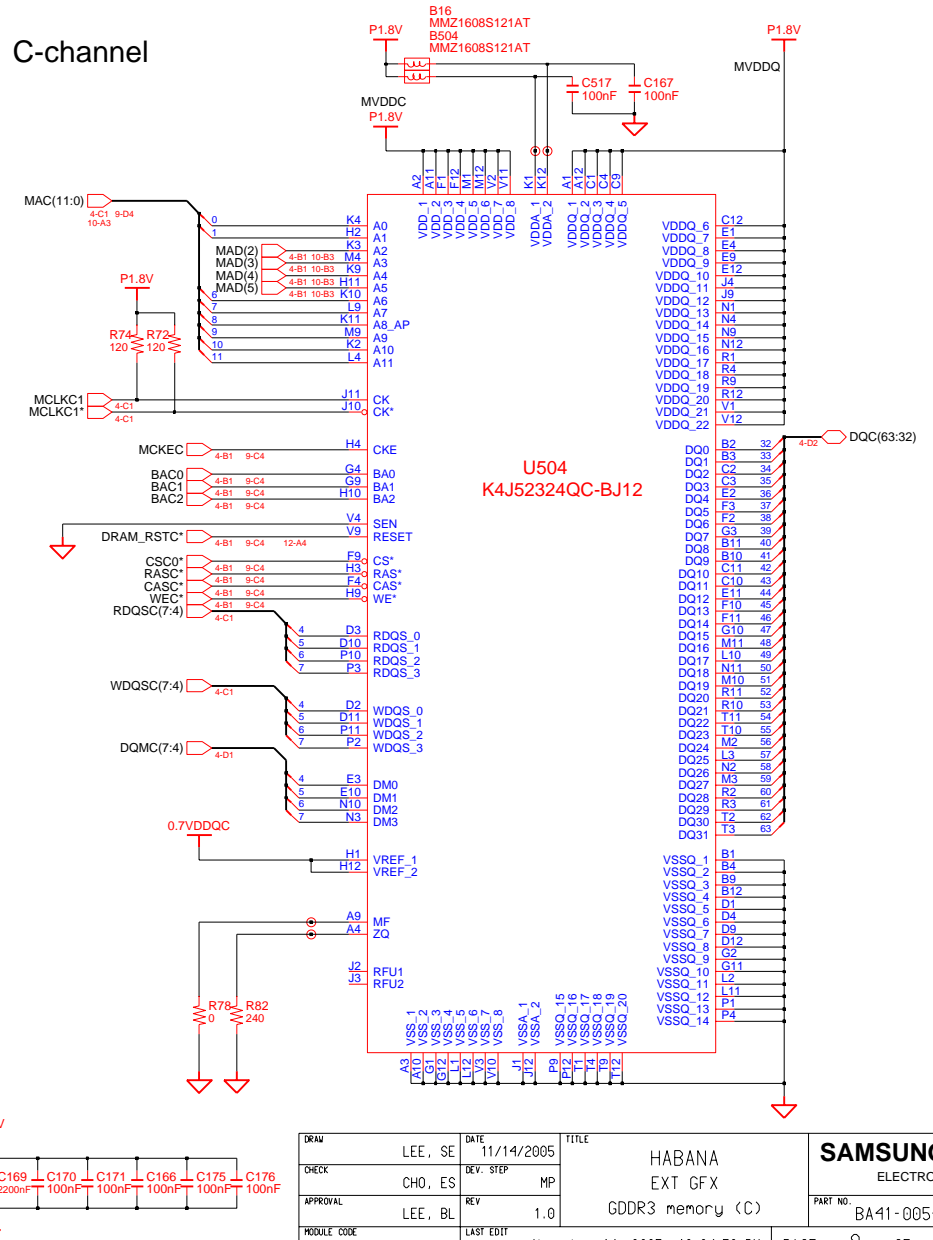 C-channel
B16
MMZ1608S121AT
B504
MMZ1608S121AT
P1.8V
P1.8V
MVDDQ
C517
100nF
C167
100nF
MVDDC
P1.8V
A2 A11 F1 F12 M1 M12 V2 V11
K1 K12
A1 A12 C1 C4 C9
VDD_1 VDD_2 VDD_3 VDD_4 VDD_5 VDD_6 VDD_7 VDD_8
VDDA_1 VDDA_2
VDDQ_1 VDDQ_2 VDDQ_3 VDDQ_4 VDDQ_5
MAC(11:0)
4-C1 9-D4
10-A3
0 K4 A0
1 H2 A1
MAD(2) K3 A2
MAD(3) 4-B1 10-B3 M4 A3
MAD(4) 4-B1 10-B3 K9 A4
MAD(5) 4-B1 10-B3 H11 A5
4-B1 10-B3
6 K10 A6
7 L9 A7
8 K11 A8_AP
9 M9 A9
10 K2 A10
11 L4 A11
P1.8V
R74
120
R72
120
MCLKC1 4-C1 J11 CK
MCLKC1* 4-C1 J10 CK*
MCKEC 4-B1 9-C4 H4 CKE
BAC0 4-B1 9-C4 G4 BA0
BAC1 4-B1 9-C4 G9 BA1
BAC2 4-B1 9-C4 H10 BA2
V4 SEN
DRAM_RSTC* 4-B1 9-C4 12-A4 V9 RESET
CSC0* 4-B1 9-C4 F9 CS*
RASC* 4-B1 9-C4 H3 RAS*
CASC* 4-B1 9-C4 F4 CAS*
WEC* 4-B1 9-C4 H9 WE*
RDQSC(7:4) 4-C1
4 D3 RDQS_0
5 D10 RDQS_1
6 P10 RDQS_2
7 P3 RDQS_3
WDQSC(7:4) 4-C1
4 D2 WDQS_0
5 D11 WDQS_1
6 P11 WDQS_2
7 P2 WDQS_3
DQMC(7:4) 4-D1
4 E3 DM0
5 E10 DM1
6 N10 DM2
7 N3 DM3
0.7VDDQC
H1 VREF_1
H12 VREF_2
A9 MF
A4 ZQ
J2 RFU1
J3 RFU2
R78
0
R82
240
U504
K4J52324QC-BJ12
VDDQ_6 C12
VDDQ_7 E1
VDDQ_8 E4
VDDQ_9 E9
VDDQ_10 E12
VDDQ_11 J4
VDDQ_12 J9
VDDQ_13 N1
VDDQ_14 N4
VDDQ_15 N9
VDDQ_16 N12
VDDQ_17 R1
VDDQ_18 R4
VDDQ_19 R9
VDDQ_20 R12
VDDQ_21 V1
VDDQ_22 V12
4-D2 DQC(63:32)
DQ0 B2 32
DQ1 B3 33
DQ2 C2 34
DQ3 C3 35
DQ4 E2 36
DQ5 F3 37
DQ6 F2 38
DQ7 G3 39
DQ8 B11 40
DQ9 B10 41
DQ10 C11 42
DQ11 C10 43
DQ12 E11 44
DQ13 F10 45
DQ14 F11 46
DQ15 G10 47
DQ16 M11 48
DQ17 L10 49
DQ18 N11 50
DQ19 M10 51
DQ20 R11 52
DQ21 R10 53
DQ22 T11 54
DQ23 T10 55
DQ24 M2 56
DQ25 L3 57
DQ26 N2 58
DQ27 M3 59
DQ28 R2 60
DQ29 R3 61
DQ30 T2 62
DQ31 T3 63
VSSQ_1 B1
VSSQ_2 B4
VSSQ_3 B9
VSSQ_4 B12
VSSQ_5 D1
VSSQ_6 D4
VSSQ_7 D9
VSSQ_8 D12
VSSQ_9 G2
VSSQ_10 G11
VSSQ_11 L2
VSSQ_12 L11
VSSQ_13 P1
VSSQ_14 P4
VSS_1 VSS_2 VSS_3 VSS_4 VSS_5 VSS_6 VSS_7 VSS_8
VSSA_1 VSSA_2
VSSQ_15 VSSQ_16 VSSQ_17 VSSQ_18 VSSQ_19 VSSQ_20
A3 A10 G1 G12 L1 L12 V3 V10
J1 J12
P9 P12 T1 T4 T9 T12
C169
2200nF
C170
100nF
C171
100nF
C166
100nF
C175
100nF
C176
100nF
DRAW LEE, SE
DATE 11/14/2005
TITLE
HABANA
EXT GFX
GDDR3 memory (C)
SAMSUNG
ELECTRO
CHECK CHO, ES
DEV. STEP MP
APPROVAL LEE, BL
REV 1.0
PART NO.
BA41-005
MODULE CODE
LAST EDIT